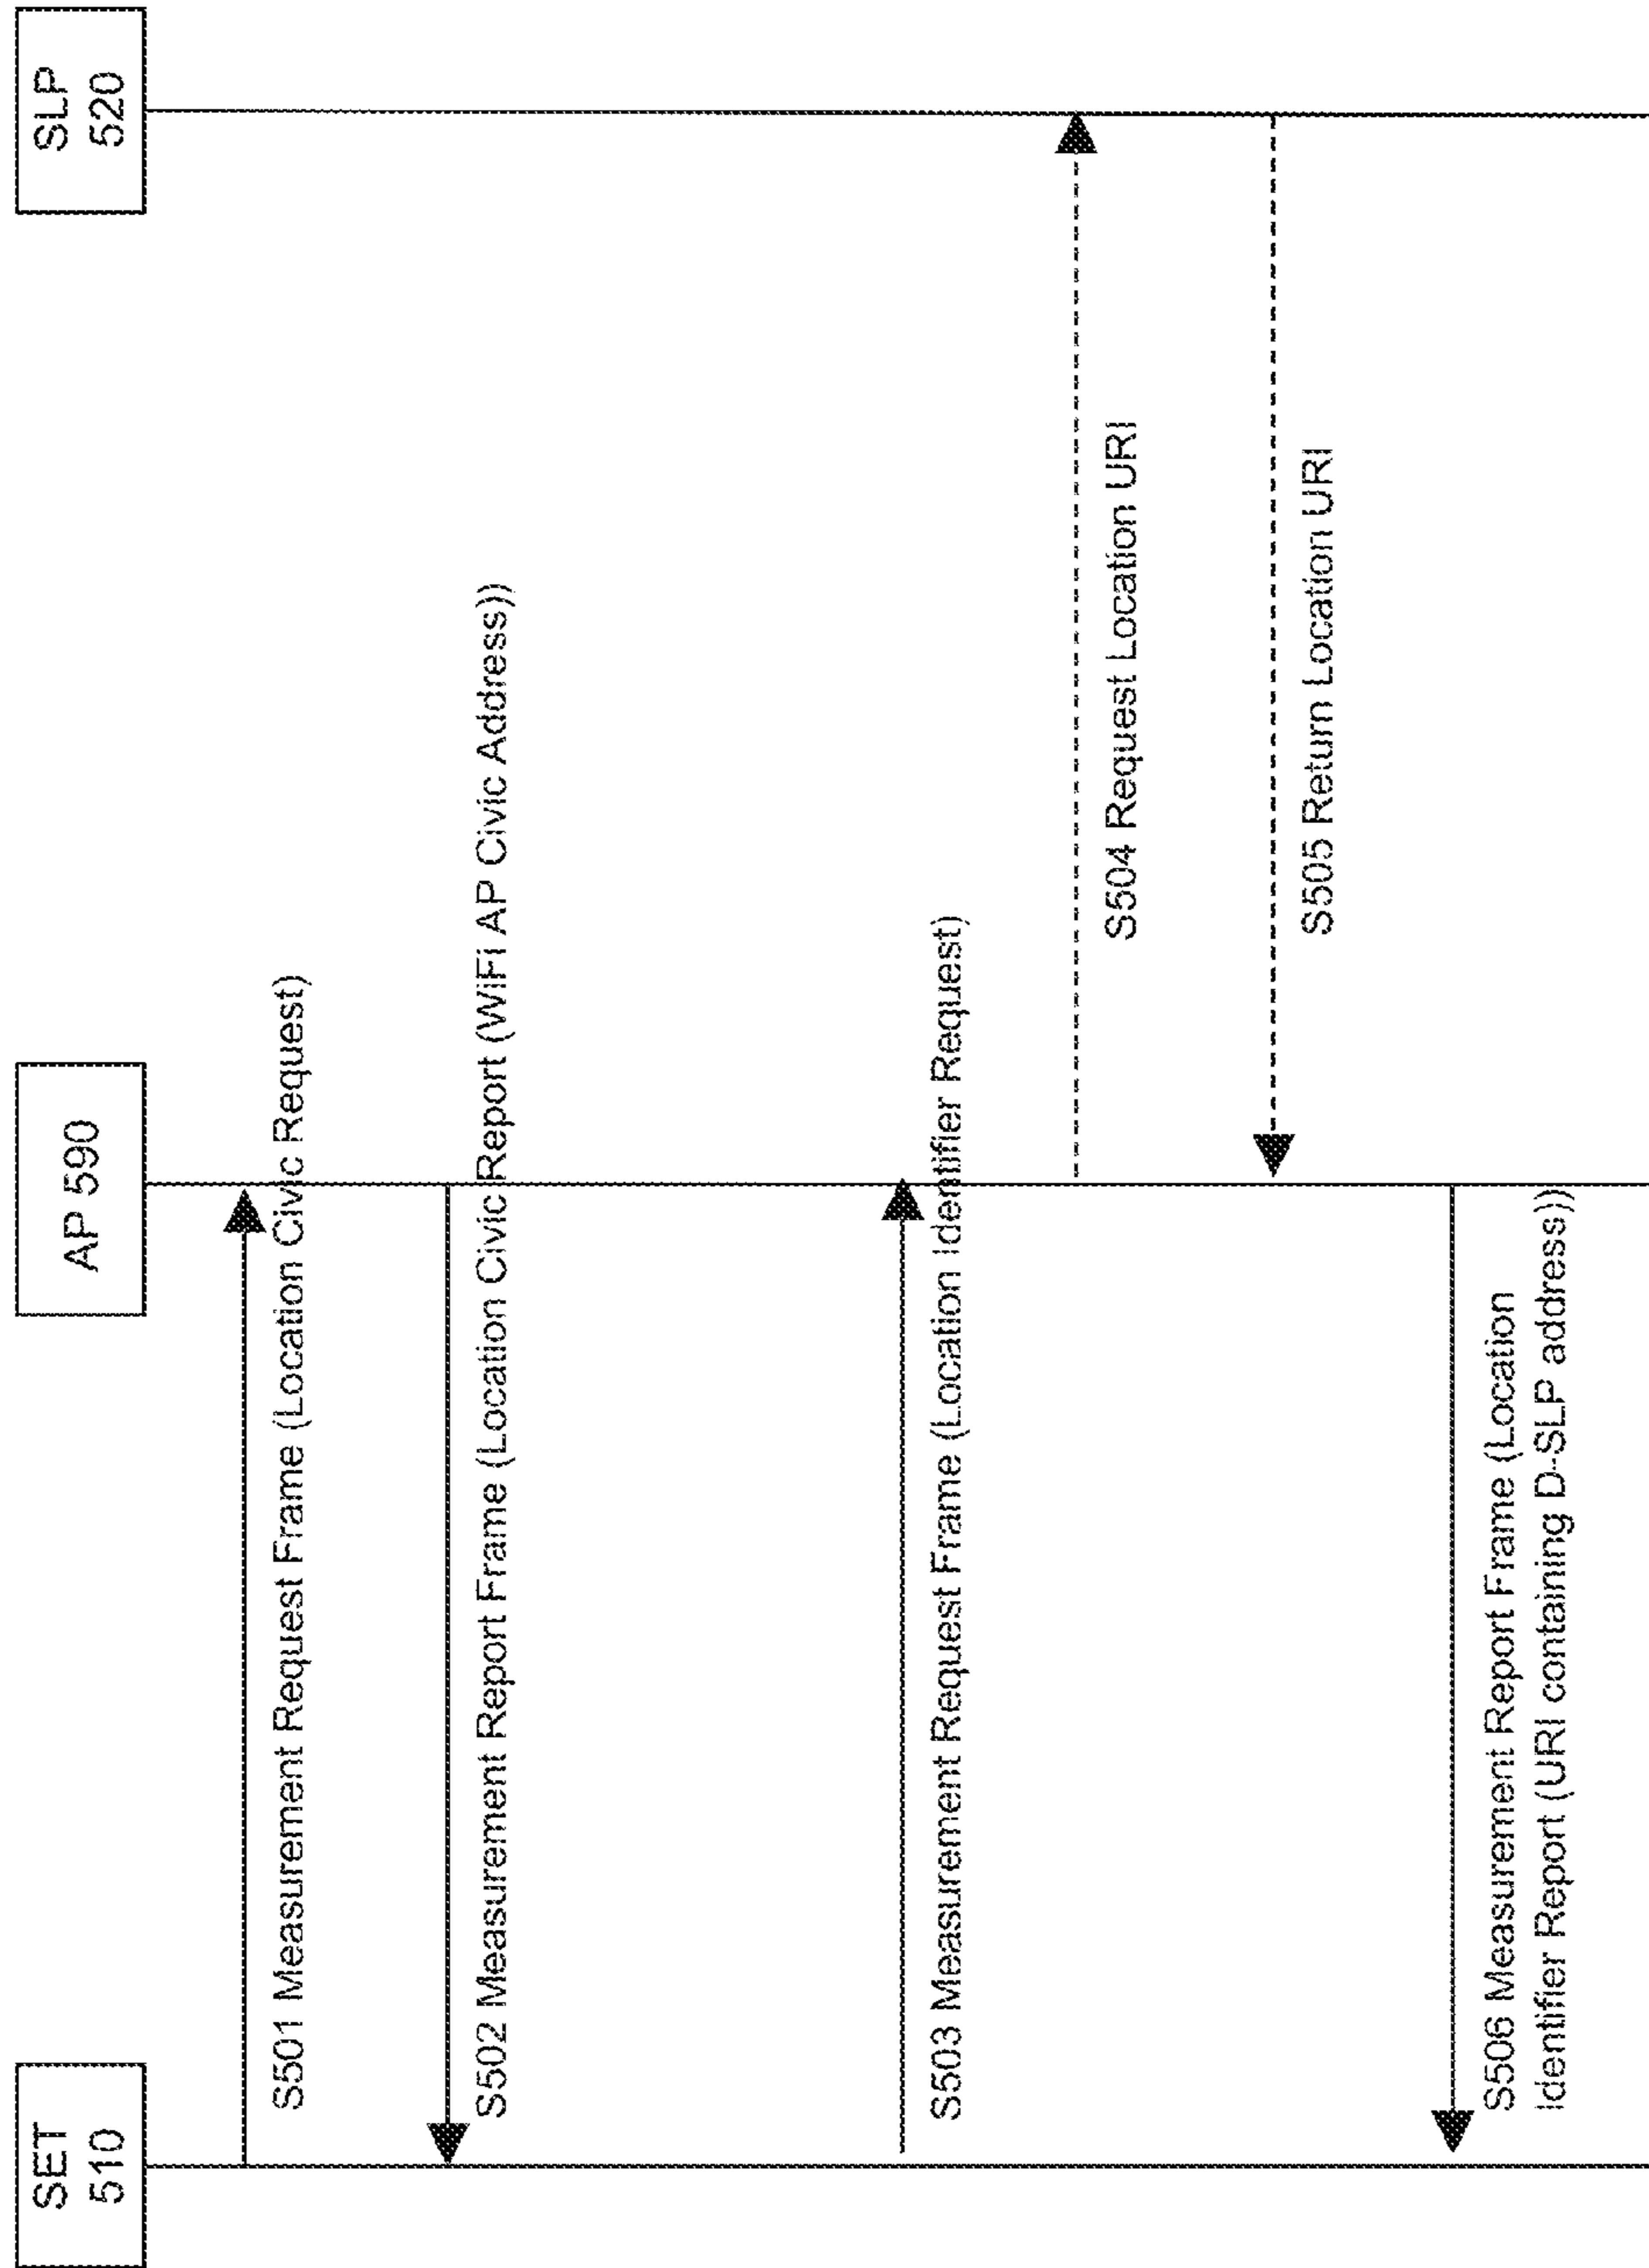 SET
510
AP 590
SLP
520
S501 Measurement Request Frame (Location Civic Request)
S502 Measurement Report Frame (Location Civic Report (WiFi AP Civic Address))
S503 Measurement Request Frame (Location Identifier Request)
S504 Request Location URI
S505 Return Location URI
S506 Measurement Report Frame (Location
Identifier Report (URI containing D-SLP address))